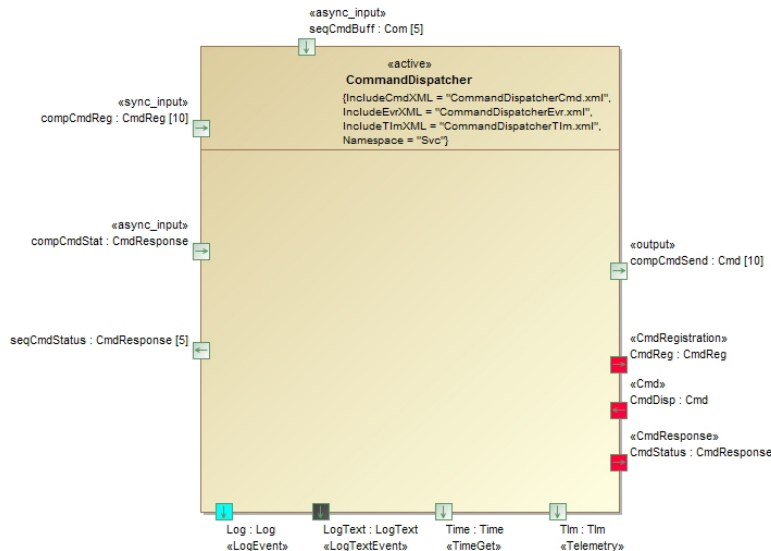 «async_input»
seqCmdBuff : Com [5]
«active»
CommandDispatcher
{IncludeCmdXML = "CommandDispatcherCmd.xml",
IncludeEvrXML = "CommandDispatcherEvr.xml",
IncludeTlmXML = "CommandDispatcherTlm.xml",
Namespace = "Svc"}
«sync_input»
compCmdReg : CmdReg [10]
«async_input»
compCmdStat : CmdResponse
«output»
compCmdSend : Cmd [10]
seqCmdStatus : CmdResponse [5]
«CmdRegistration»
CmdReg : CmdReg
«Cmd»
CmdDisp : Cmd
«CmdResponse»
CmdStatus : CmdResponse
Log : Log
«LogEvent»
LogText : LogText
«LogTextEvent»
Time : Time
«TimeGet»
Tlm : Tlm
«Telemetry»